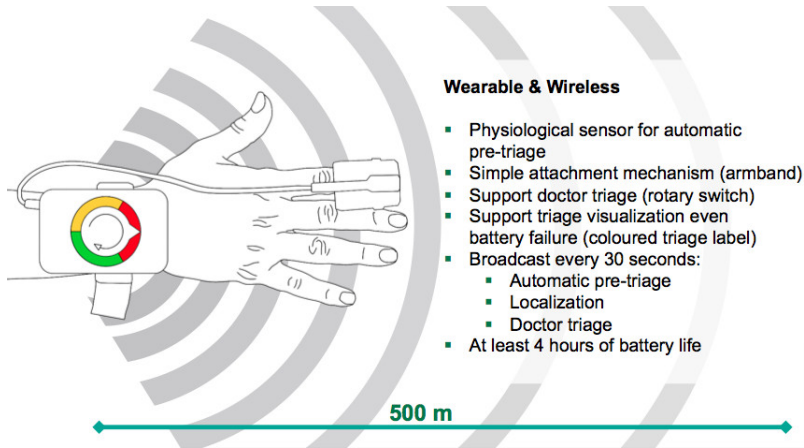 Wearable & Wireless
▪ Physiological sensor for automatic
pre-triage
▪ Simple attachment mechanism (armband)
▪ Support doctor triage (rotary switch)
▪ Support triage visualization even
battery failure (coloured triage label)
▪ Broadcast every 30 seconds:
▪ Automatic pre-triage
▪ Localization
▪ Doctor triage
▪ At least 4 hours of battery life
500 m